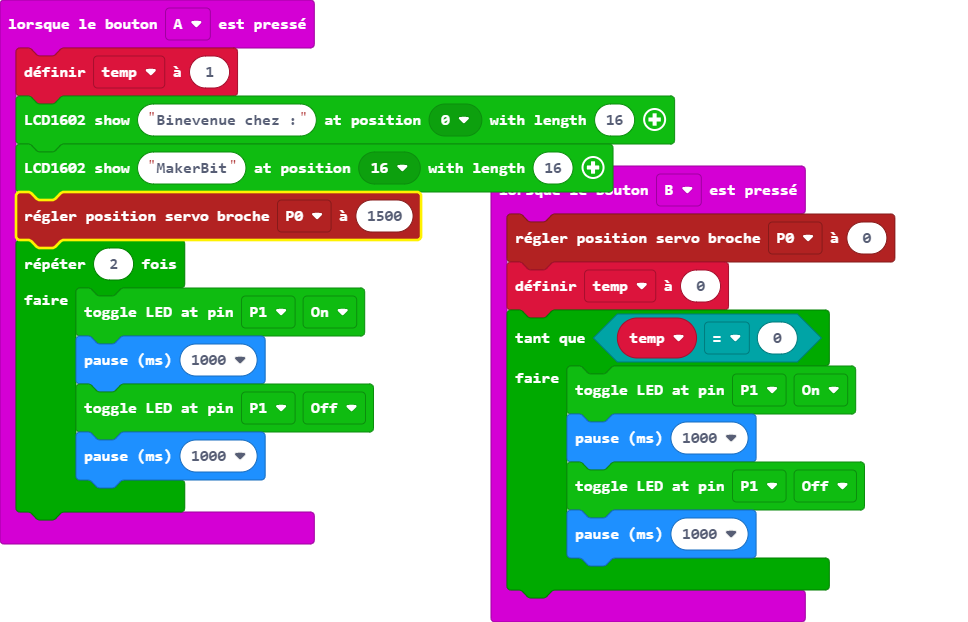 lorsque le bouton A est pressé
définir temp à 1
LCD1602 show "Binevenue chez :" at position 0 with length 16
LCD1602 show "MakerBit" at position 16 with length 16
régler position servo broche P0 à 1500
répéter 2 fois
faire
toggle LED at pin P1 On
pause (ms) 1000
toggle LED at pin P1 Off
pause (ms) 1000
lorsque le bouton B est pressé
régler position servo broche P0 à 0
définir temp à 0
tant que temp = 0
faire
toggle LED at pin P1 On
pause (ms) 1000
toggle LED at pin P1 Off
pause (ms) 1000